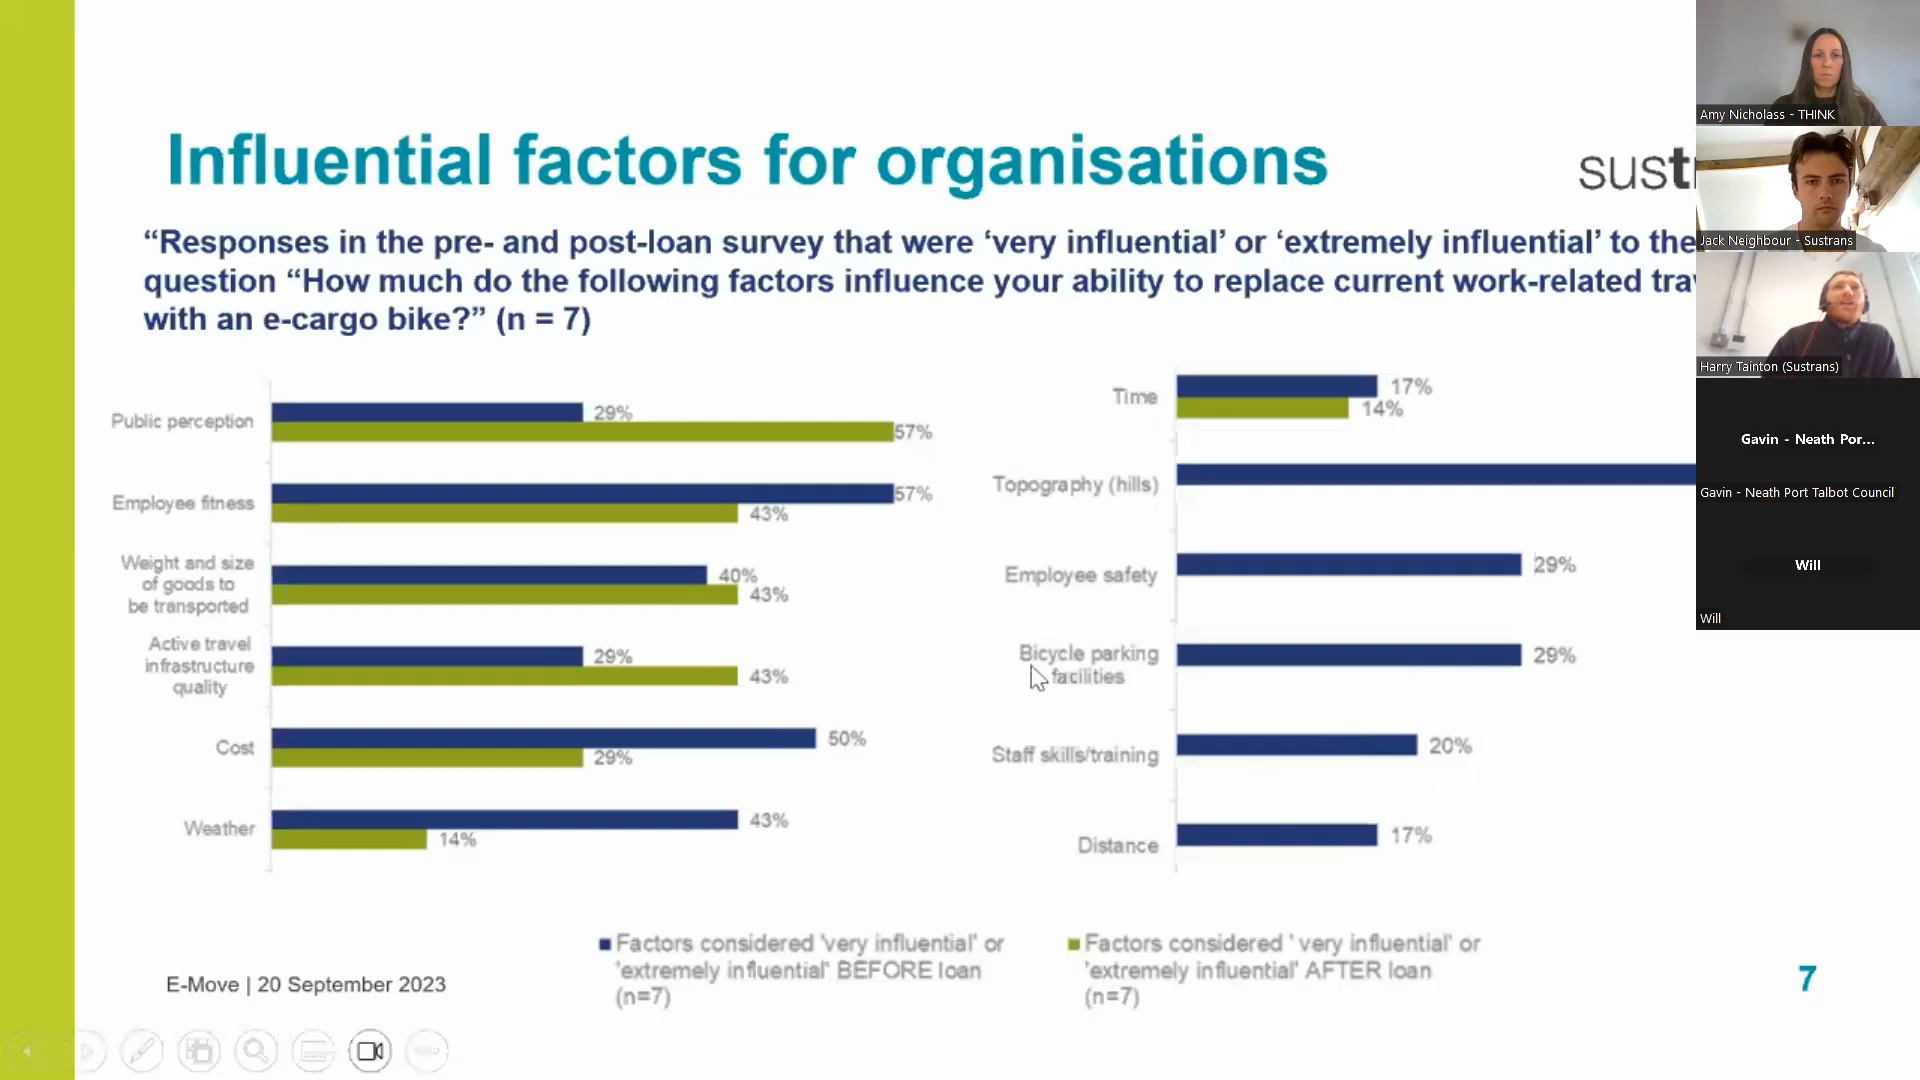 Influential factors for organisations
sust
“Responses in the pre- and post-loan survey that were ‘very influential’ or ‘extremely influential’ to the
question “How much do the following factors influence your ability to replace current work-related
with an e-cargo bike?” (n = 7)
Public perception
29%
57%
Employee fitness
57%
43%
Weight and size
of goods to
be transported
40%
43%
Active travel
infrastructure
quality
29%
43%
Cost
50%
29%
Weather
43%
14%
Time
17%
14%
Topography (hills)
Employee safety
29%
Bicycle parking
facilities
29%
Staff skills/training
20%
Distance
17%
Factors considered 'very influential' or
'extremely influential' BEFORE loan
(n=7)
Factors considered ' very influential' or
'extremely influential' AFTER loan
(n=7)
E-Move | 20 September 2023
7
Amy Nicholass - THINK
Jack Neighbour - Sustrans
Harry Tainton (Sustrans)
Gavin - Neath Por...
Gavin - Neath Port Talbot Council
Will
Will